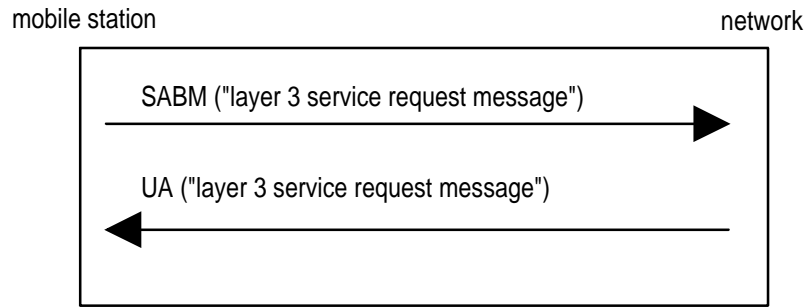 mobile station
network
SABM ("layer 3 service request message")
UA ("layer 3 service request message")